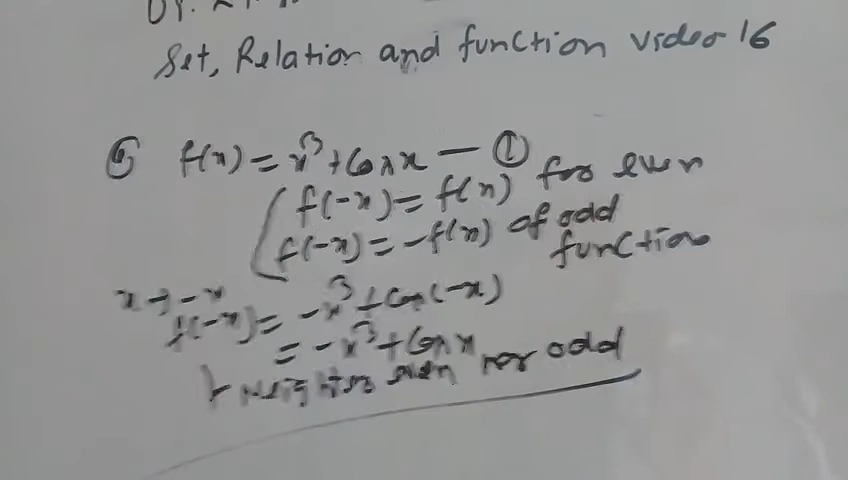 Set, Relation and function video 16
⑥ f(x) = x³ + cos x — ①
f(-x) = f(x) for even
f(-x) = -f(x) of odd
function
f(-x) = -x³ + cos(-x)
= -x³ + cos x
even nor odd